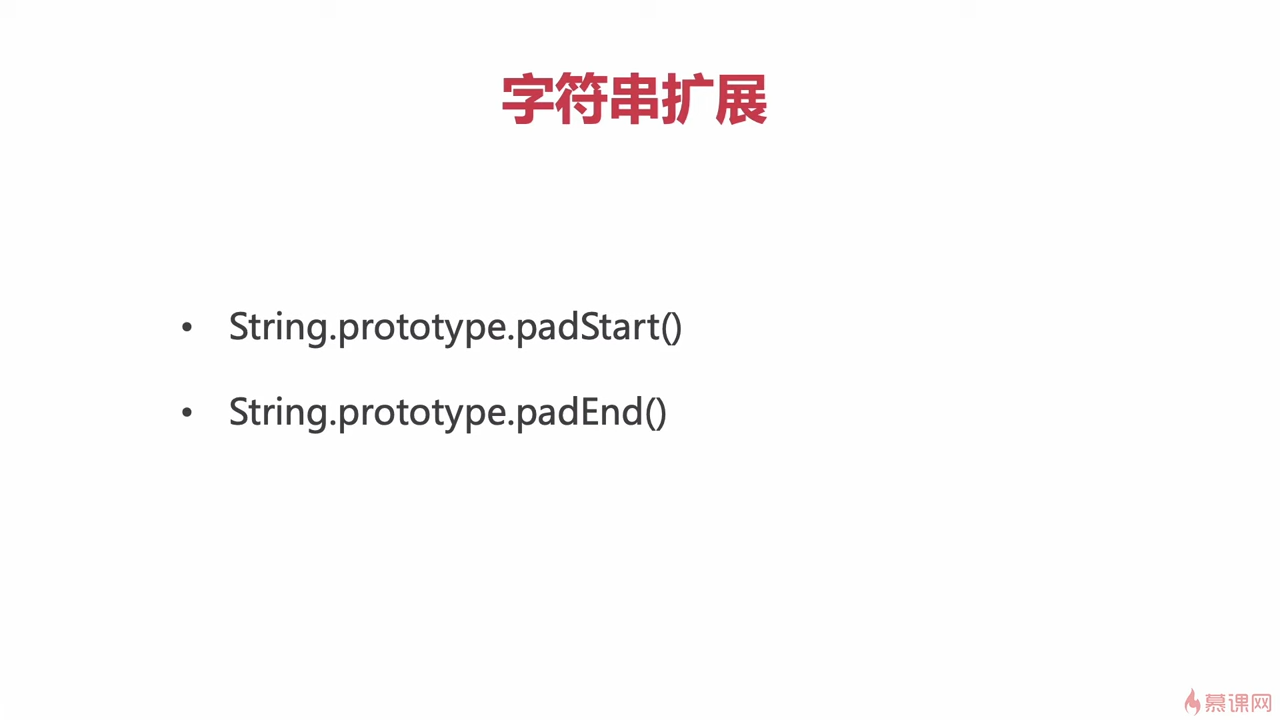 字符串扩展
• String.prototype.padStart()
• String.prototype.padEnd()
慕课网